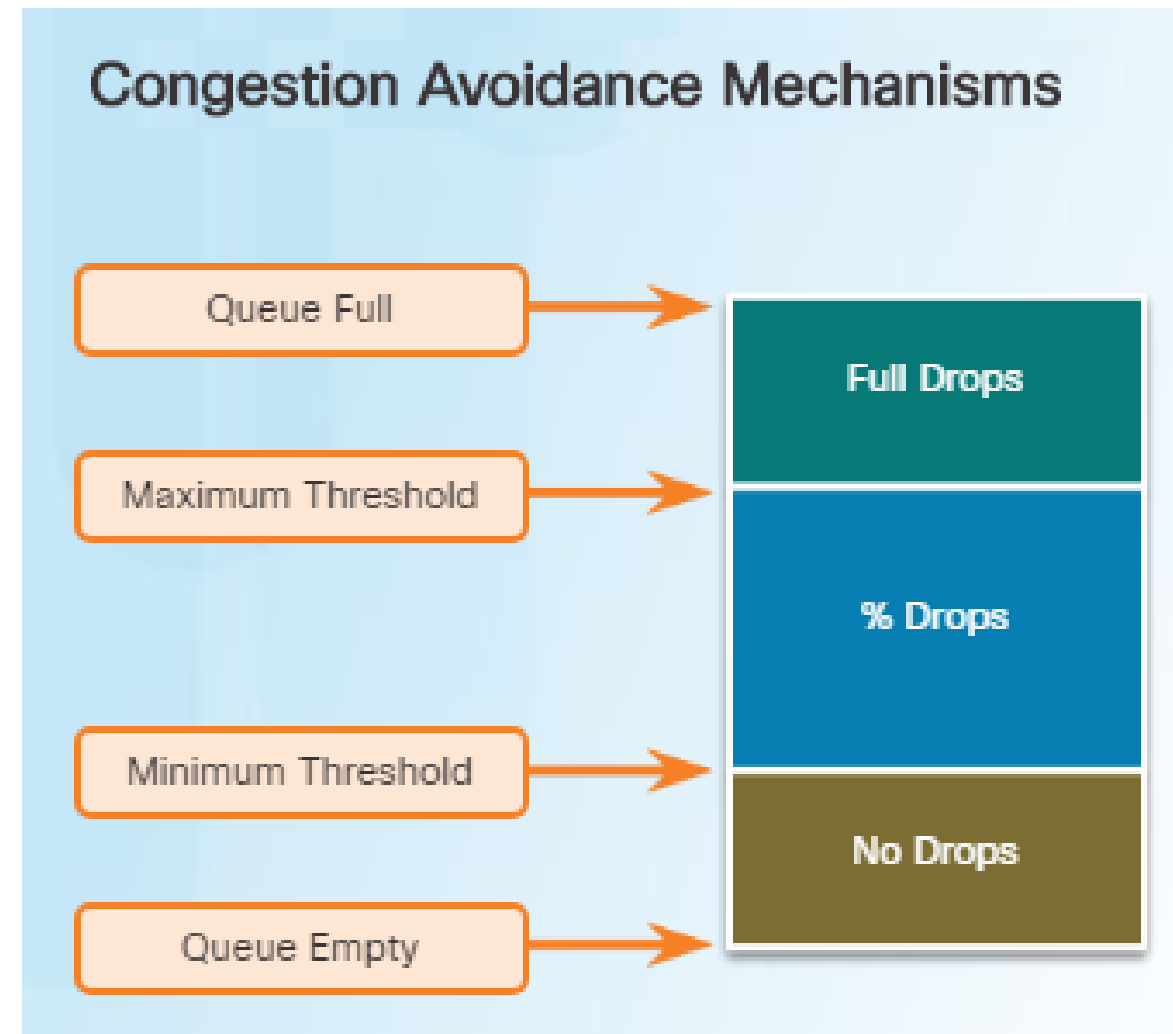 Congestion Avoidance Mechanisms
Queue Full
Full Drops
Maximum Threshold
% Drops
Minimum Threshold
No Drops
Queue Empty